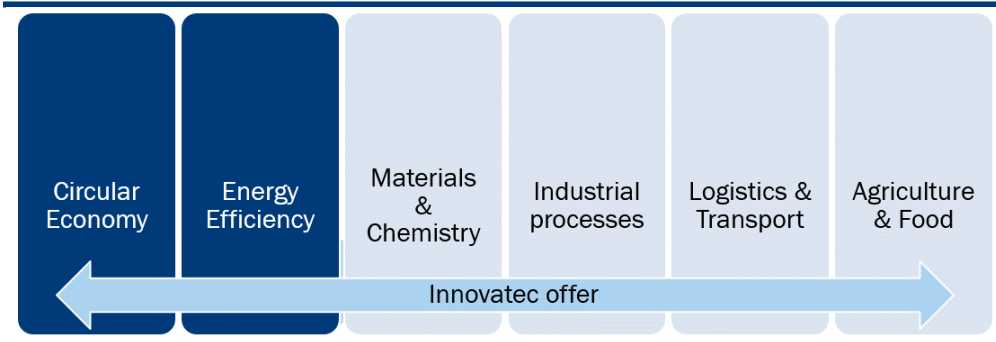 Circular
Economy
Energy
Efficiency
Materials
&
Chemistry
Industrial
processes
Logistics &
Transport
Agriculture
& Food
Innovatec offer